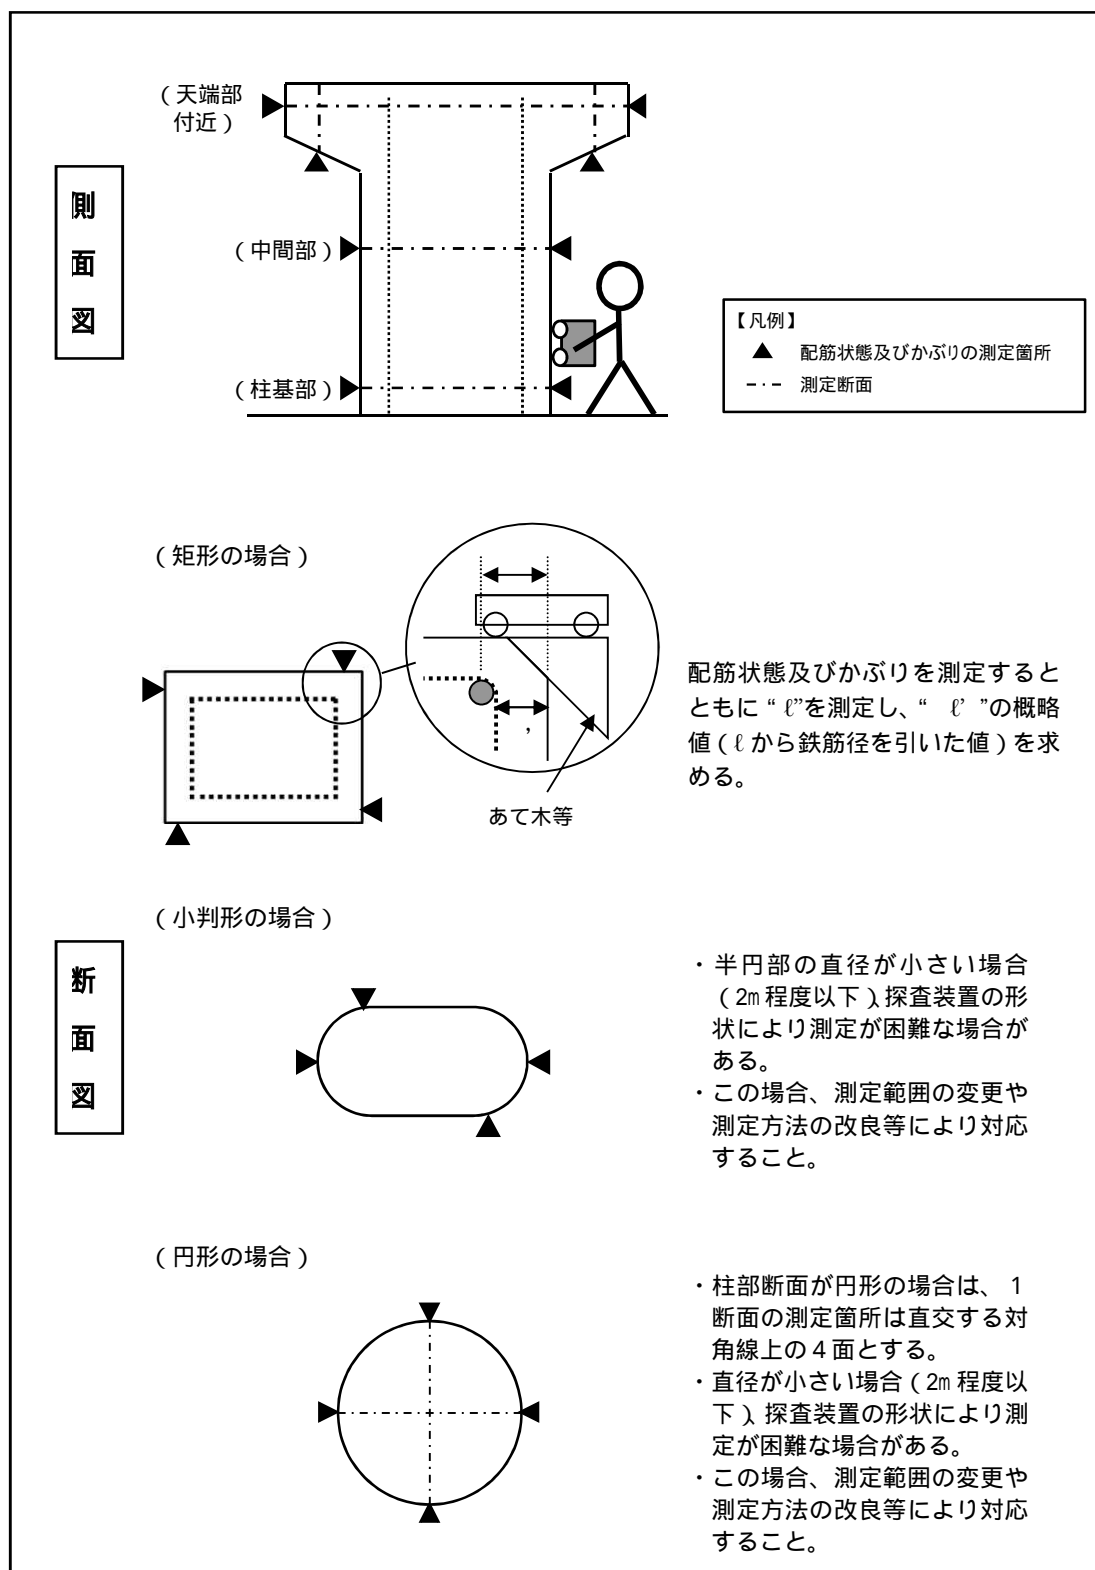 (天端部
付近)
側
面
図
(中間部)
(柱基部)
【凡例】
▲ 配筋状態及びかぶりの測定箇所
測定断面
(矩形の場合)
,
あて木等
配筋状態及びかぶりを測定すると
ともに“ℓ”を測定し、“ ℓ’”の概略
値(ℓから鉄筋径を引いた値)を求
める。
断
面
図
(小判形の場合)
・半円部の直径が小さい場合
(2m程度以下)、探査装置の形
状により測定が困難な場合が
ある。
・この場合、測定範囲の変更や
測定方法の改良等により対応
すること。
(円形の場合)
・柱部断面が円形の場合は、1
断面の測定箇所は直交する対
角線上の4面とする。
・直径が小さい場合(2m程度以
下)、探査装置の形状により測
定が困難な場合がある。
・この場合、測定範囲の変更や
測定方法の改良等により対応
すること。